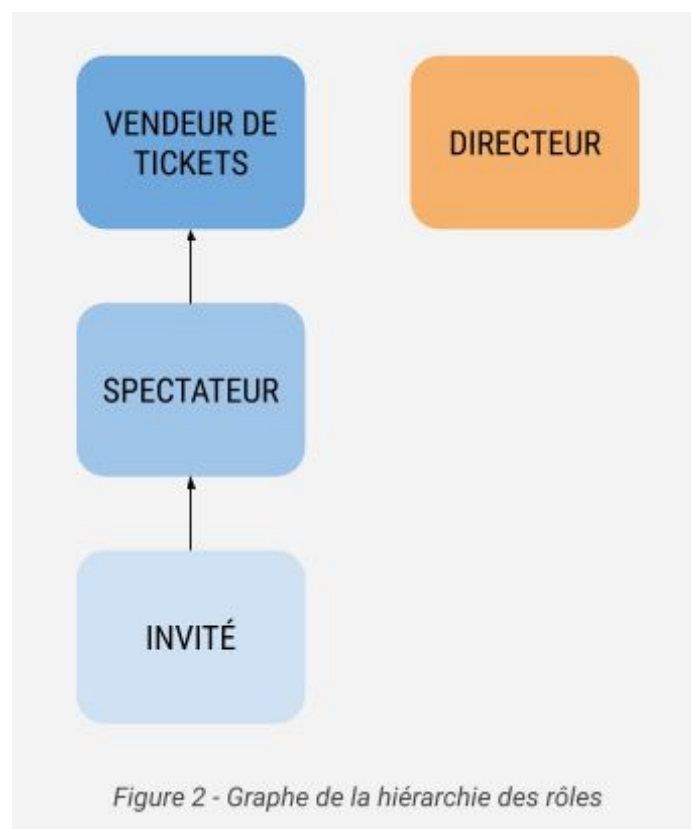 VENDEUR DE
TICKETS
DIRECTEUR
SPECTATEUR
INVITÉ
Figure 2 - Graphe de la hiérarchie des rôles